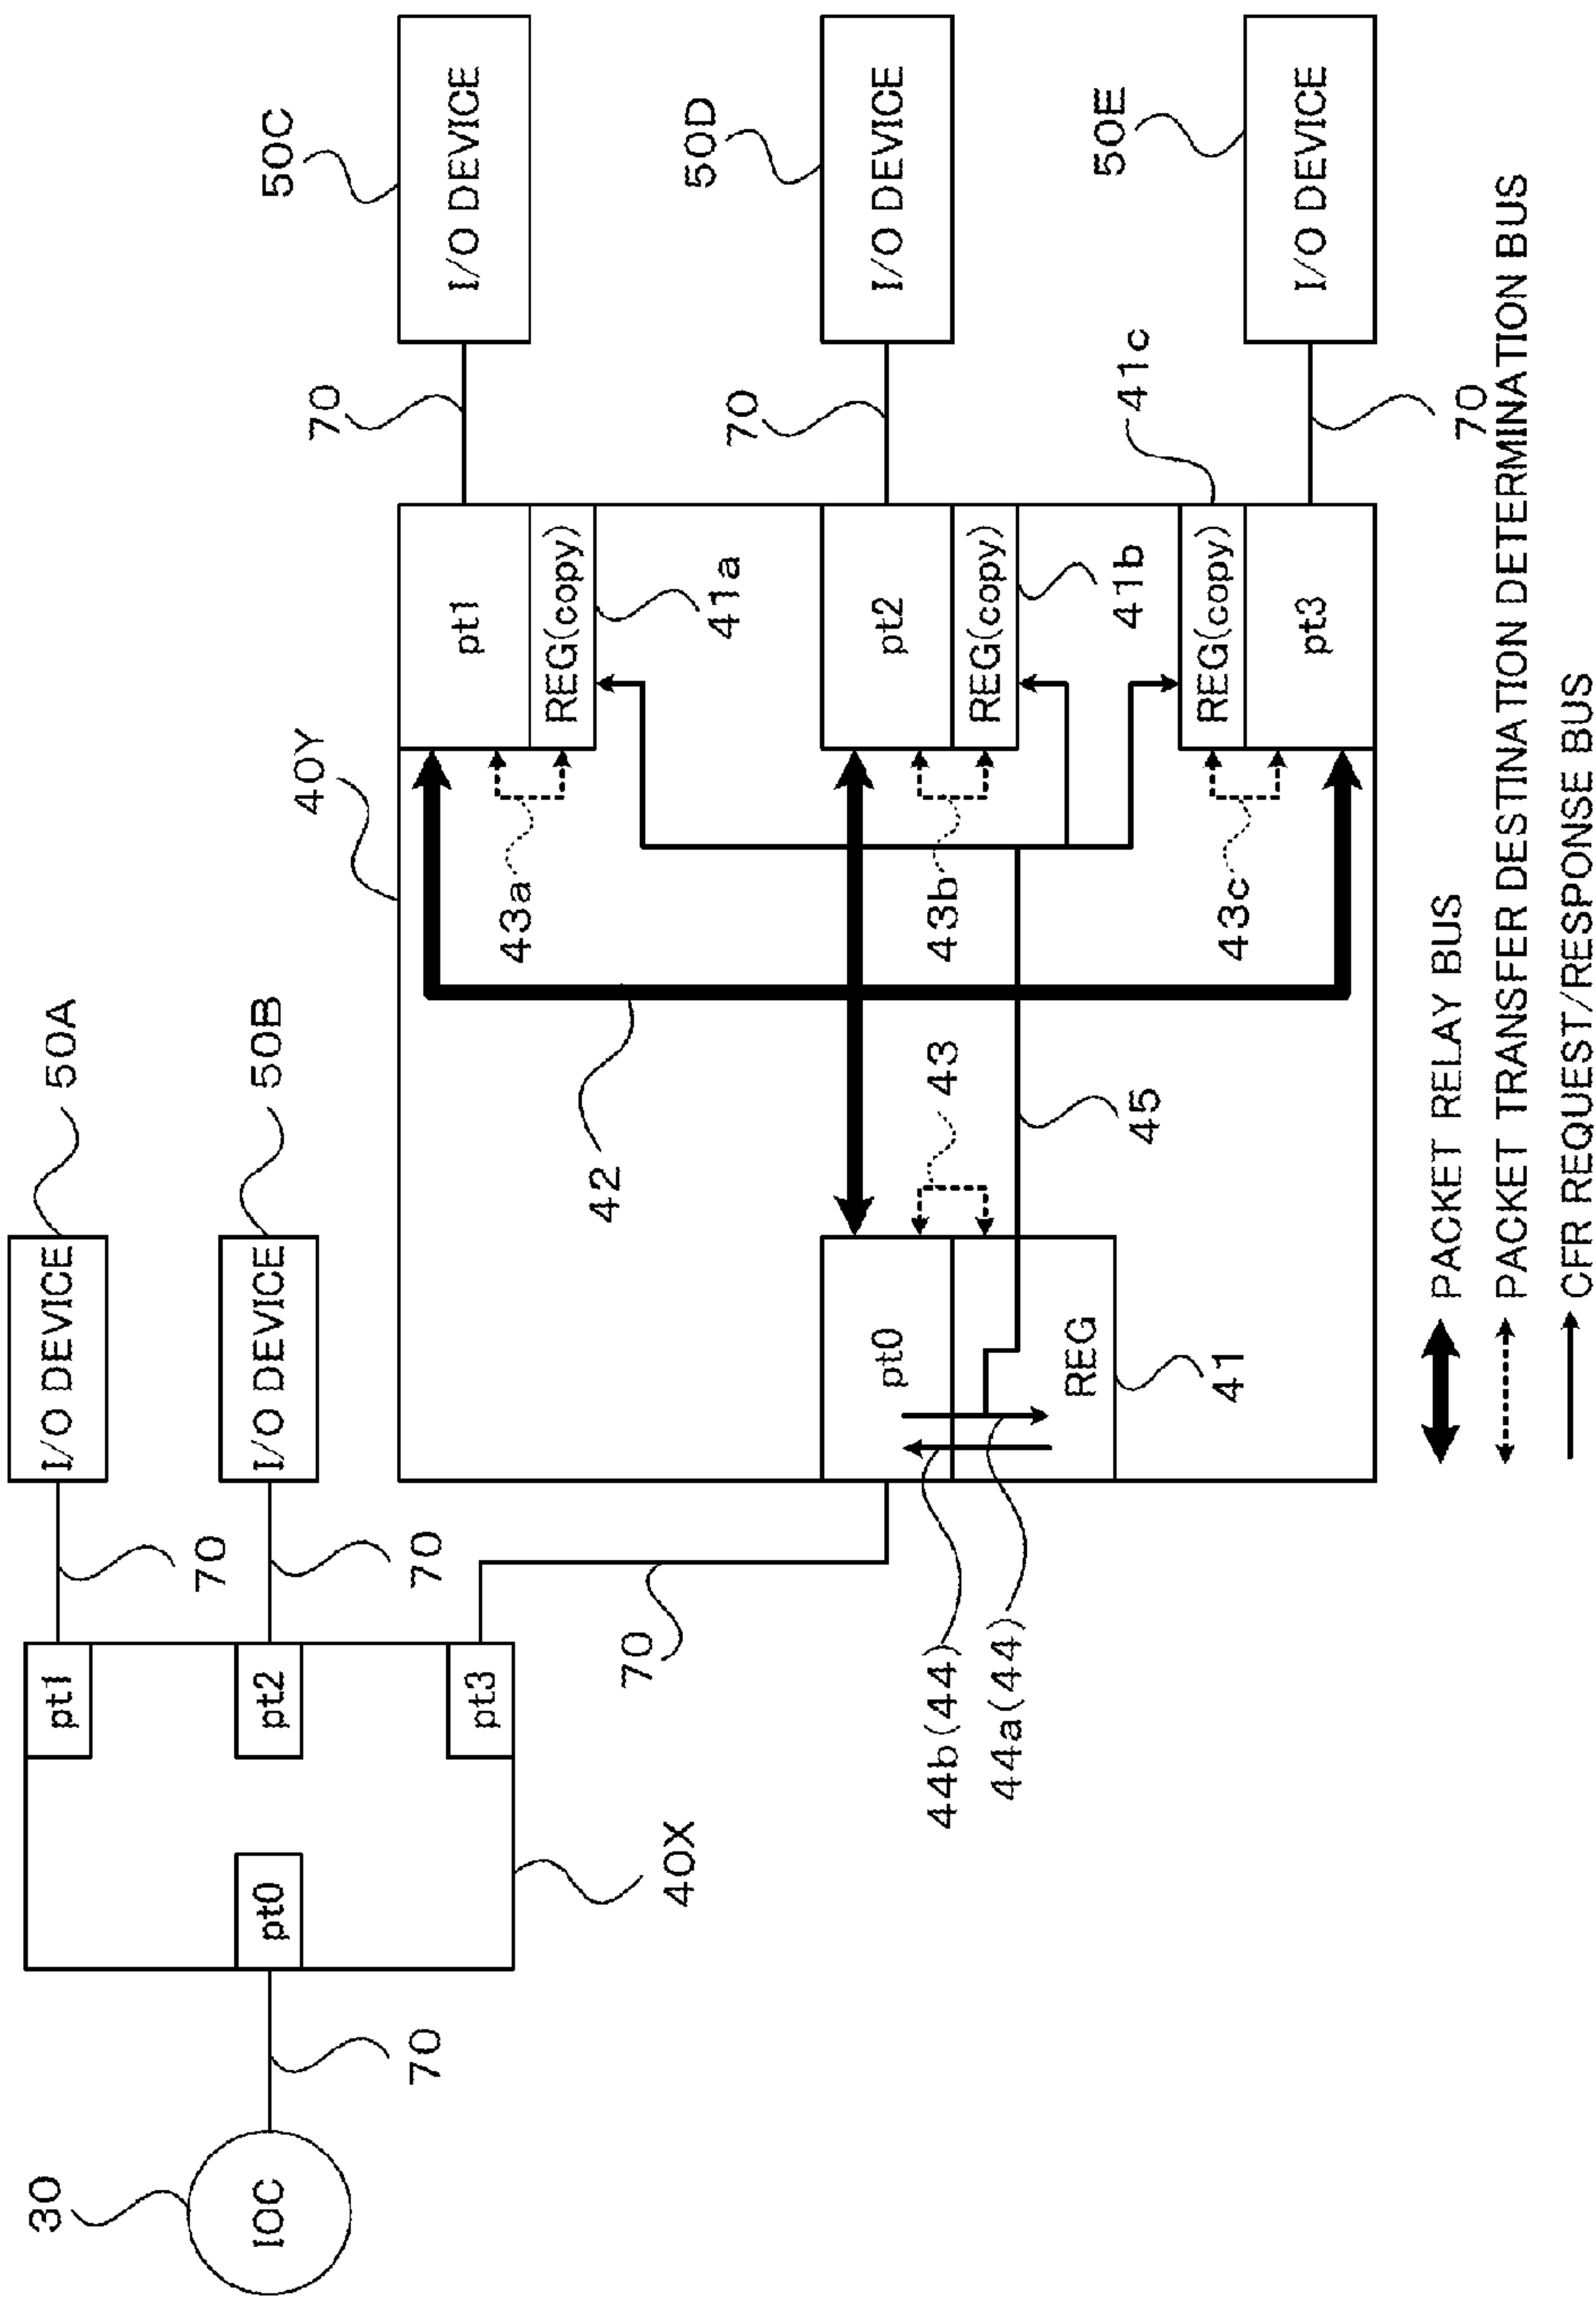 30
IOC
70
pt0
40X
pt1
pt2
pt3
70
70
70
I/O DEVICE
50A
I/O DEVICE
50B
40Y
42
pt0
REG
41
43
45
44b(44)
44a(44)
43a
43b
43c
pt1
REG(copy)
41a
pt2
REG(copy)
41b
REG(copy)
pt3
41c
70
70
70
50C
I/O DEVICE
50D
I/O DEVICE
50E
I/O DEVICE
PACKET RELAY BUS
PACKET TRANSFER DESTINATION DETERMINATION BUS
CFR REQUEST/RESPONSE BUS